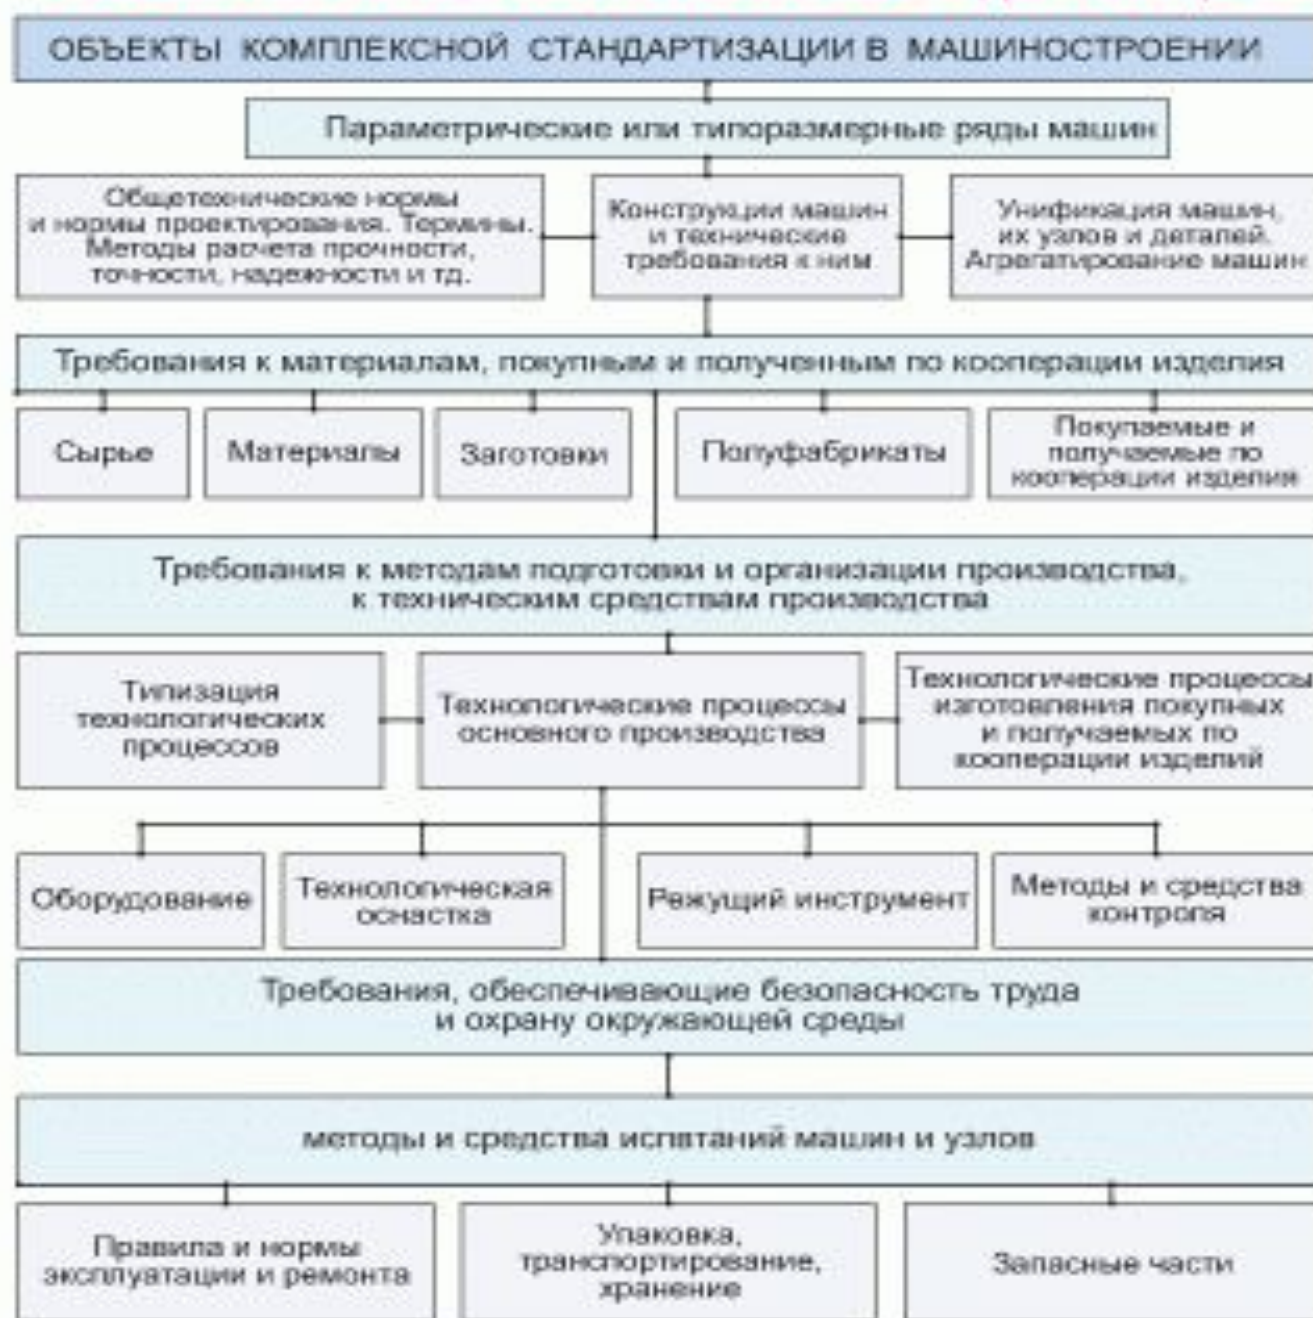 ОБЪЕКТЫ КОМПЛЕКСНОЙ СТАНДАРТИЗАЦИИ В МАШИНОСТРОЕНИИ
Параметрические или типоразмерные ряды машин
Общетехнические нормы
и нормы проектирования. Термины.
Методы расчета прочности,
точности, надежности и тд.
Конструкции машин
и технические
требования к ним
Унификация машин,
их узлов и деталей.
Агрегатирование машин
Требования к материалам, покупным и полученным по кооперации изделия
Сырье
Материалы
Заготовки
Полуфабрикаты
Покупаемые и
получаемые по
кооперации изделия
Требования к методам подготовки и организации производства,
к техническим средствам производства
Типизация
технологических
процессов
Технологические процессы
основного производства
Технологические процессы
изготовления покупных
и получаемых по
кооперации изделий
Оборудование
Технологическая
оснастка
Режущий инструмент
Методы и средства
контроля
Требования, обеспечивающие безопасность труда
и охрану окружающей среды
методы и средства испвтаний машин и узлов
Правила и нормы
эксплуатации и ремонта
Упаковка,
транспортирование,
хранение
Запасные части